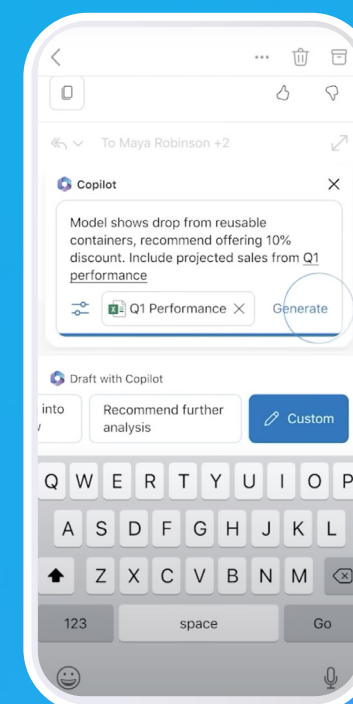 To Maya Robinson +2
Copilot
Model shows drop from reusable
containers, recommend offering 10%
discount. Include projected sales from Q1
performance
Q1 Performance
Generate
Draft with Copilot
into
Recommend further
analysis
Custom
Q W E R T Y U I O P
A S D F G H J K L
Z X C V B N M
123 space Go